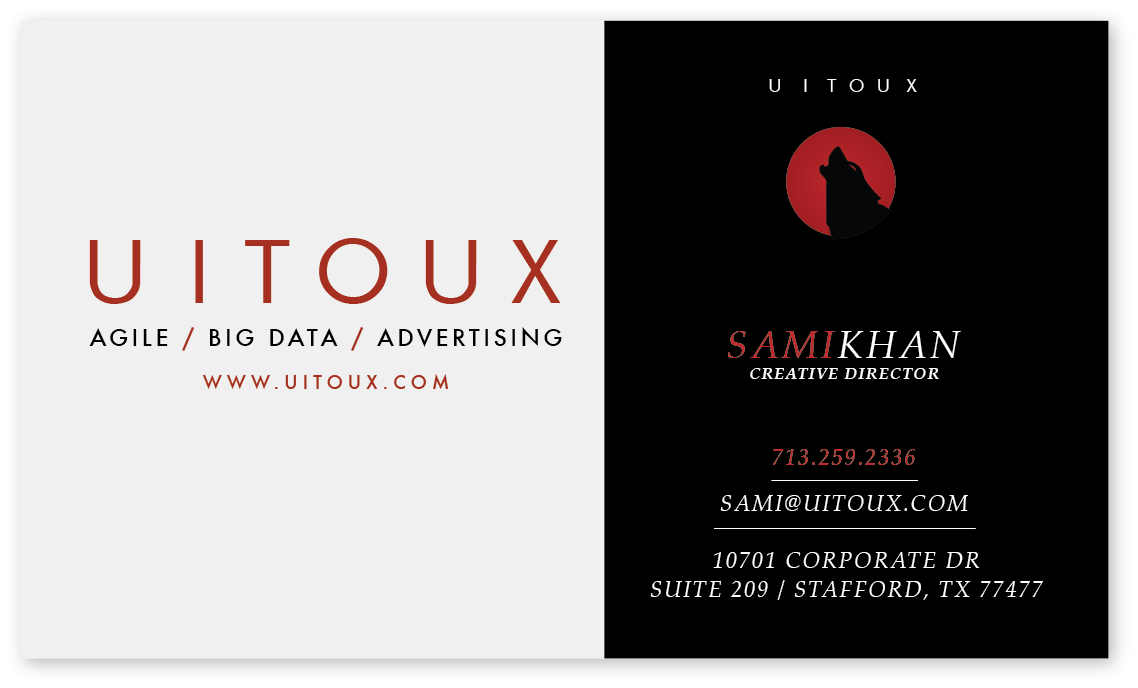 UITOUX
AGILE / BIG DATA / ADVERTISING
WWW.UITOUX.COM
UITOUX
SAMIKHAN
CREATIVE DIRECTOR
713.259.2336
SAMI@UITOUX.COM
10701 CORPORATE DR
SUITE 209 / STAFFORD, TX 77477